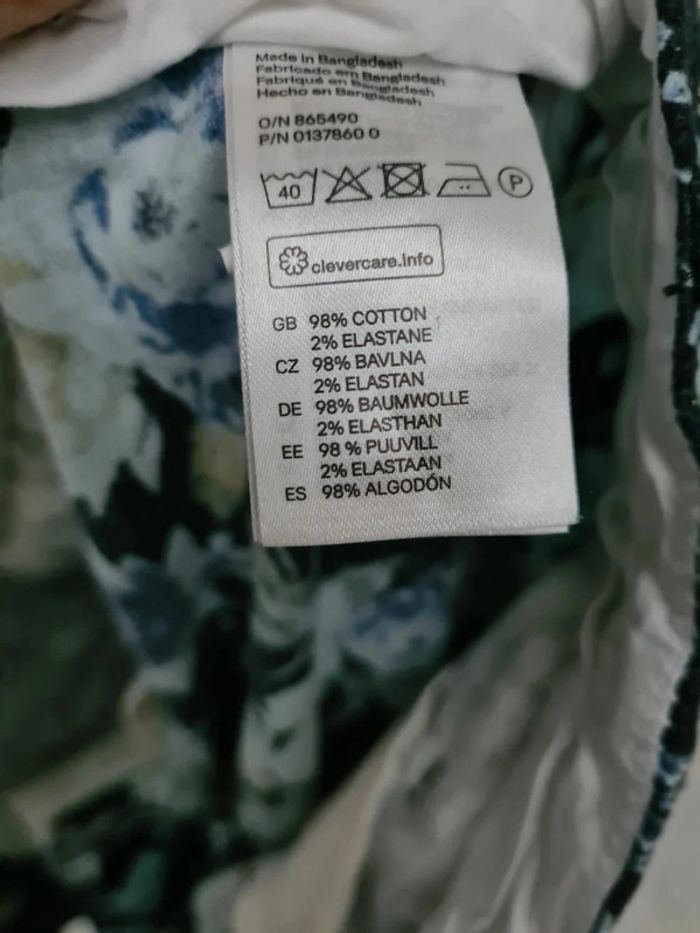 Made in Bangladesh
Fabricado em Bangladesh
Fabriqué en Bangladesh
Hecho en Bangladesh
O/N 865490
P/N 0137860 0
40 P
clevercare.info
GB 98% COTTON
2% ELASTANE
CZ 98% BAVLNA
2% ELASTAN
DE 98% BAUMWOLLE
2% ELASTHAN
EE 98 % PUUVILL
2% ELASTAAN
ES 98% ALGODÓN